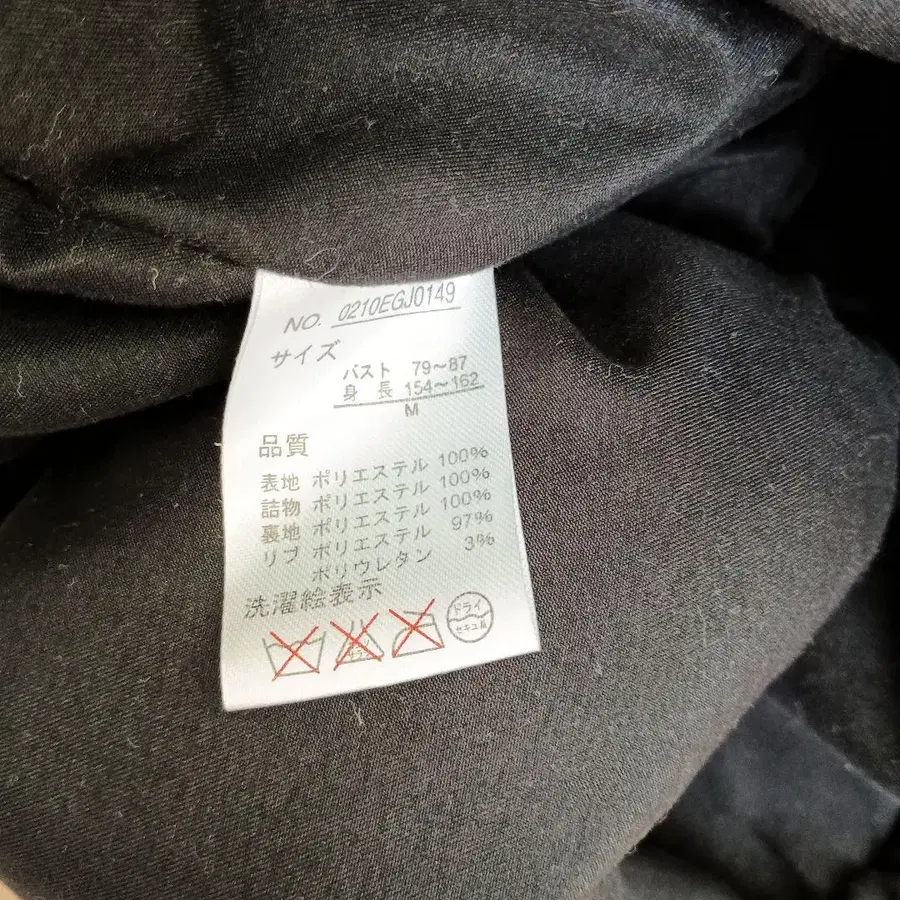 NO. 0210EGJ0149
サイズ
バスト 79〜87
身長 154〜162
M
品質
表地 ポリエステル 100%
詰物 ポリエステル 100%
裏地 ポリエステル 100%
リブ ポリエステル 97%
ポリウレタン 3%
洗濯絵表示
ドライ
セキユ系